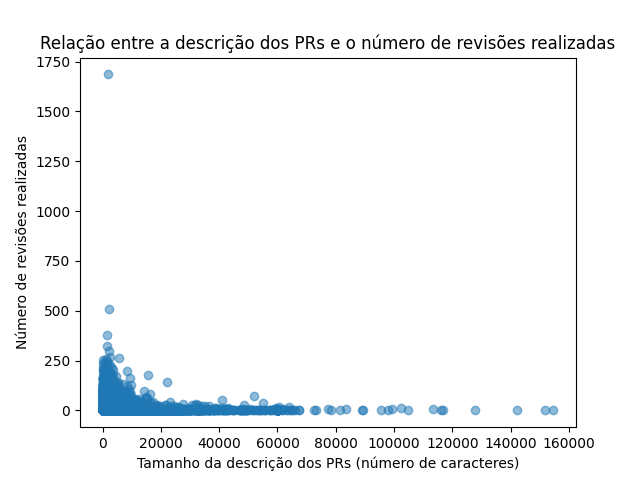 Relação entre a descrição dos PRs e o número de revisões realizadas
1750
1500
1250
1000
750
500
250
0
Número de revisões realizadas
0 20000 40000 60000 80000 100000 120000 140000 160000
Tamanho da descrição dos PRs (número de caracteres)